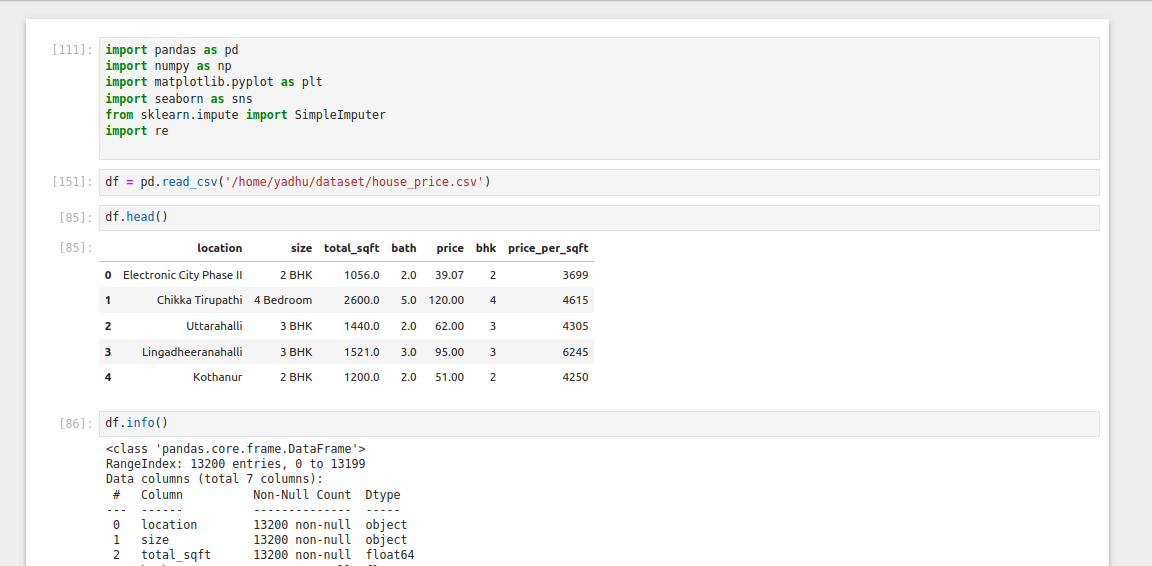 [111]: import pandas as pd
import numpy as np
import matplotlib.pyplot as plt
import seaborn as sns
from sklearn.impute import SimpleImputer
import re
[151]: df = pd.read_csv('/home/yadhu/dataset/house_price.csv')
[85]: df.head()
[85]: location size total_sqft bath price bhk price_per_sqft
0 Electronic City Phase II 2 BHK 1056.0 2.0 39.07 2 3699
1 Chikka Tirupathi 4 Bedroom 2600.0 5.0 120.00 4 4615
2 Uttarahalli 3 BHK 1440.0 2.0 62.00 3 4305
3 Lingadheeranahalli 3 BHK 1521.0 3.0 95.00 3 6245
4 Kothanur 2 BHK 1200.0 2.0 51.00 2 4250
[86]: df.info()
<class 'pandas.core.frame.DataFrame'>
RangeIndex: 13200 entries, 0 to 13199
Data columns (total 7 columns):
# Column Non-Null Count Dtype
--- ------ -------------- -----
0 location 13200 non-null object
1 size 13200 non-null object
2 total_sqft 13200 non-null float64